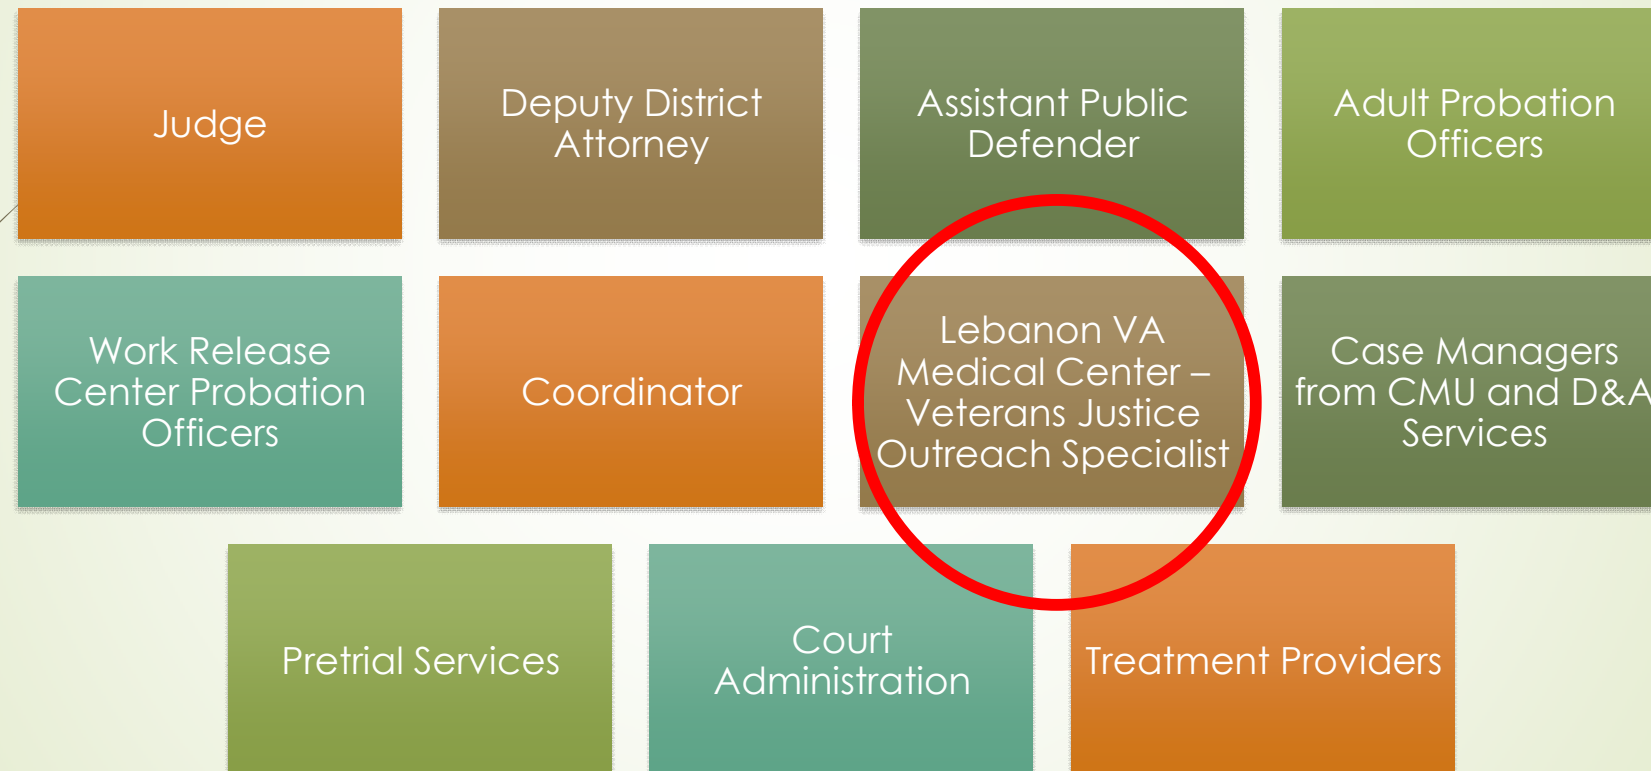 Judge
Deputy District
Attorney
Assistant Public
Defender
Adult Probation
Officers
Work Release
Center Probation
Officers
Coordinator
Lebanon VA
Medical Center –
Veterans Justice
Outreach Specialist
Case Managers
from CMU and D&A
Services
Pretrial Services
Court
Administration
Treatment Providers